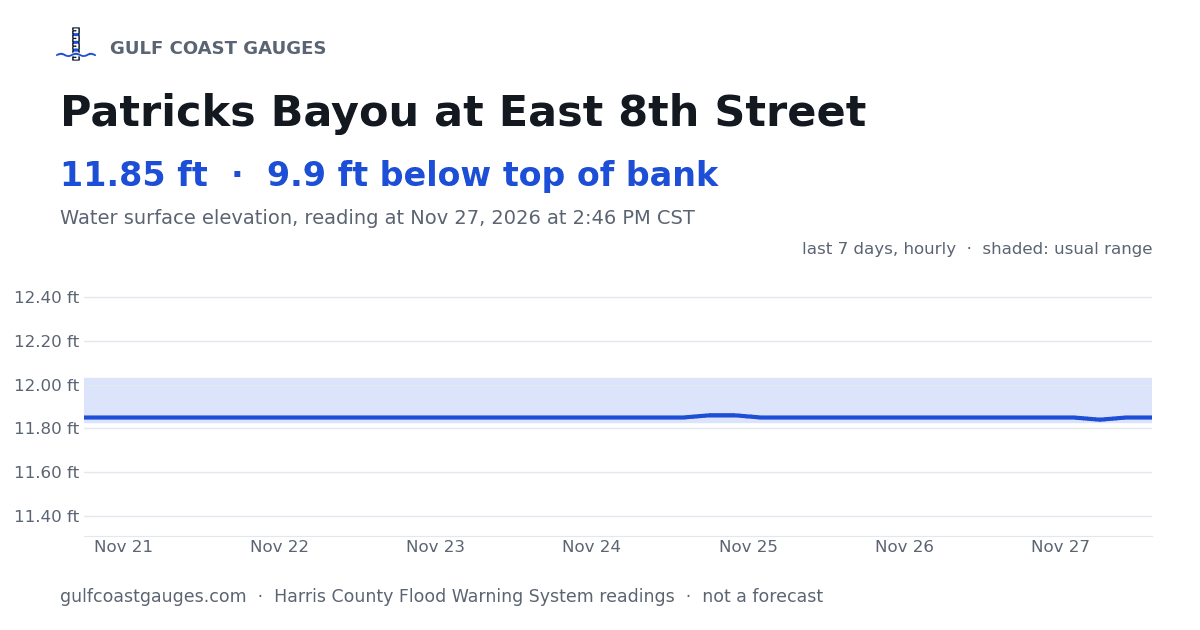 GULF COAST GAUGES
Patricks Bayou at East 8th Street
11.85 ft · 9.9 ft below top of bank
Water surface elevation, reading at Nov 27, 2026 at 2:46 PM CST
last 7 days, hourly · shaded: usual range
12.40 ft
12.20 ft
12.00 ft
11.80 ft
11.60 ft
11.40 ft
Nov 21 Nov 22 Nov 23 Nov 24 Nov 25 Nov 26 Nov 27
gulfcoastgauges.com · Harris County Flood Warning System readings · not a forecast